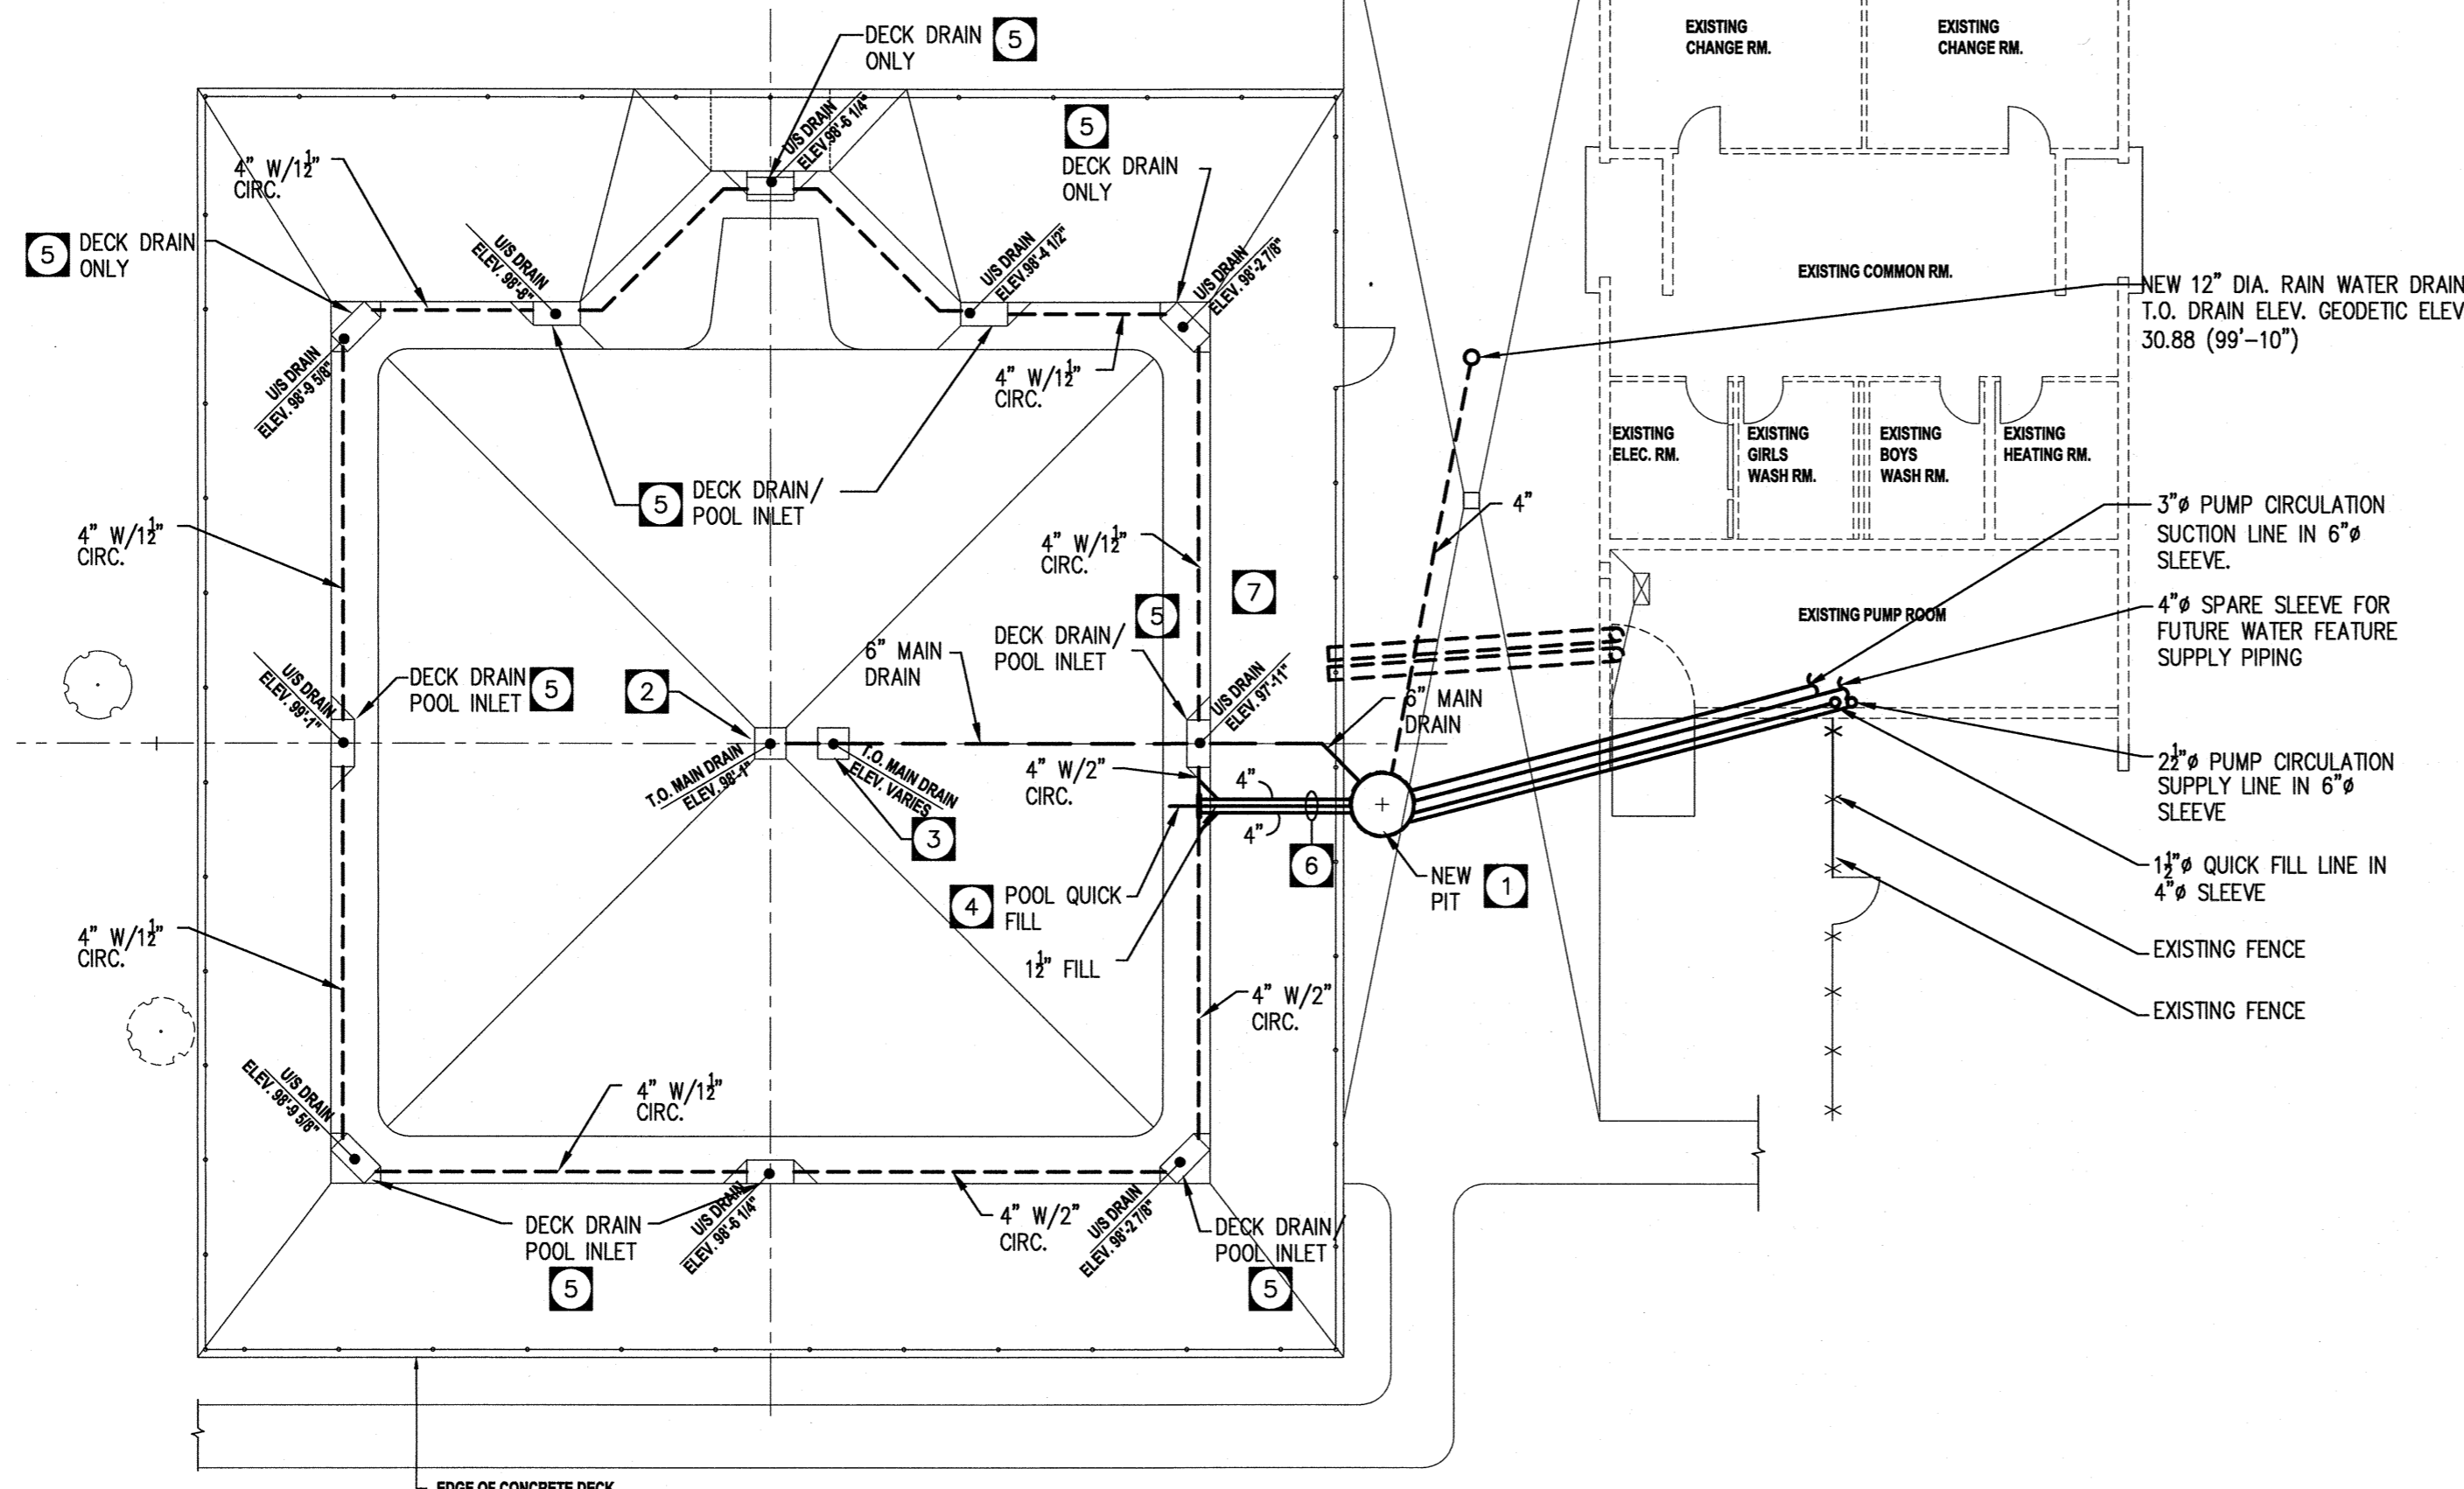 DECK DRAIN 5
ONLY
EXISTING
CHANGE RM.
EXISTING
CHANGE RM.
U/S DRAIN
ELEV. 98'-6 1/4"
5
DECK DRAIN
ONLY
4" W/1½"
CIRC.
5 DECK DRAIN
ONLY
U/S DRAIN
ELEV. 98'-8"
U/S DRAIN
ELEV. 98'-4 1/2"
U/S DRAIN
ELEV. 98'-2 7/8"
EXISTING COMMON RM.
NEW 12" DIA. RAIN WATER DRAIN
T.O. DRAIN ELEV. GEODETIC ELEV
30.88 (99'-10")
U/S DRAIN
ELEV. 98'-9 5/8"
4" W/1½"
CIRC.
EXISTING
ELEC. RM.
EXISTING
GIRLS
WASH RM.
EXISTING
BOYS
WASH RM.
EXISTING
HEATING RM.
5 DECK DRAIN/
POOL INLET
4"
3"ø PUMP CIRCULATION
SUCTION LINE IN 6"ø
SLEEVE.
4" W/1½"
CIRC.
4" W/1½"
CIRC.
7
5
DECK DRAIN/
POOL INLET
EXISTING PUMP ROOM
4"ø SPARE SLEEVE FOR
FUTURE WATER FEATURE
SUPPLY PIPING
6" MAIN
DRAIN
U/S DRAIN
ELEV. 99'-1"
DECK DRAIN
POOL INLET 5
2
U/S DRAIN
ELEV. 97'-11"
6" MAIN
DRAIN
T.O. MAIN DRAIN
ELEV. 98'-1"
T.O. MAIN DRAIN
ELEV. VARIES
3
4" W/2"
CIRC.
4"
4"
6
2½"ø PUMP CIRCULATION
SUPPLY LINE IN 6"ø
SLEEVE
NEW
PIT 1
4 POOL QUICK
FILL
1½"ø QUICK FILL LINE IN
4"ø SLEEVE
4" W/1½"
CIRC.
1½" FILL
EXISTING FENCE
4" W/2"
CIRC.
EXISTING FENCE
U/S DRAIN
ELEV. 98'-9 5/8"
4" W/1½"
CIRC.
DECK DRAIN
POOL INLET
5
U/S DRAIN
ELEV. 98'-6 1/4"
4" W/2"
CIRC.
U/S DRAIN
ELEV. 98'-2 7/8"
DECK DRAIN/
POOL INLET
5
EDGE OF CONCRETE DECK